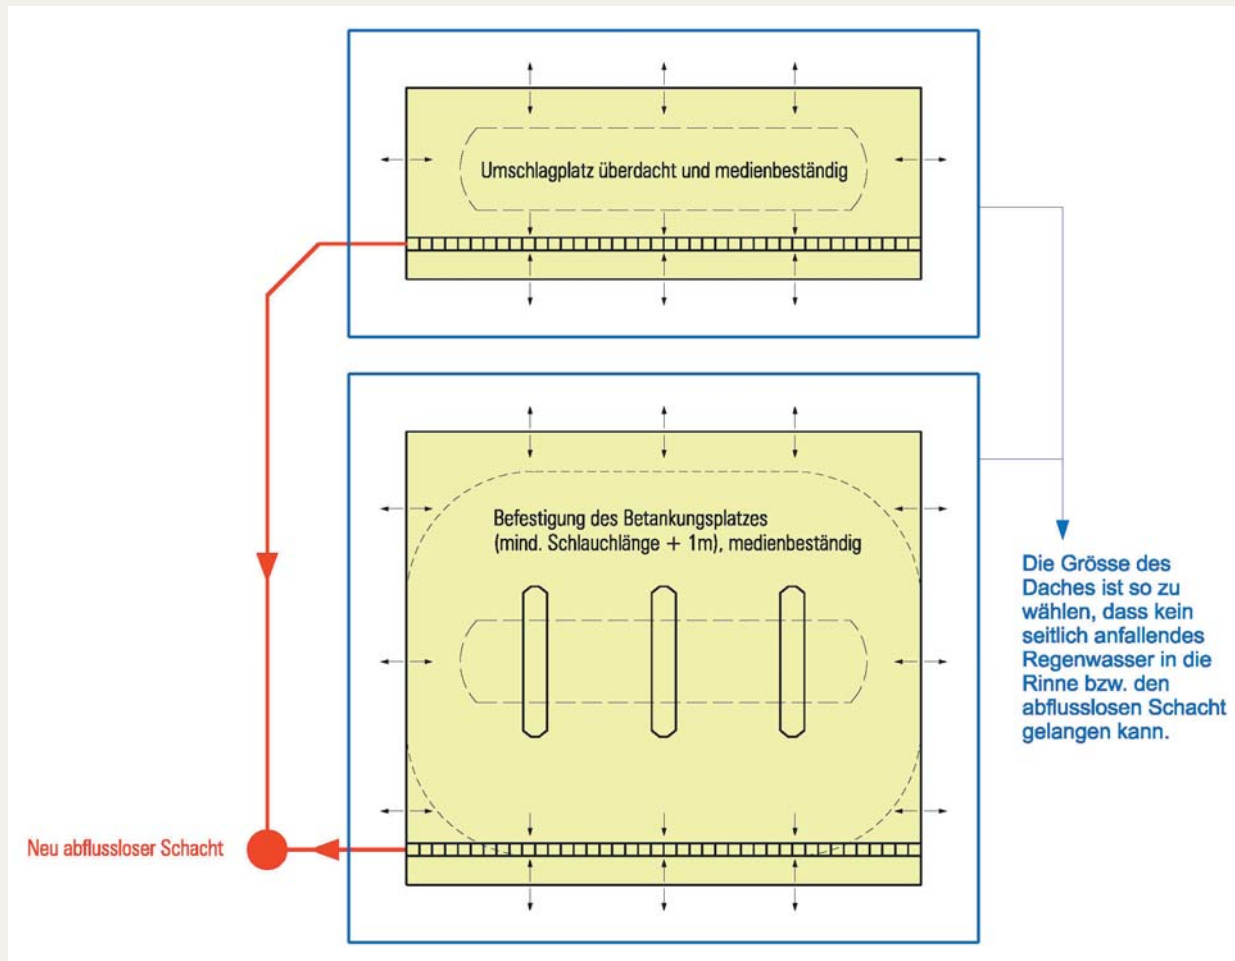 Umschlagplatz überdacht und medienbeständig
Befestigung des Betankungsplatzes
(mind. Schlauchlänge + 1m), medienbeständig
Die Grösse des
Daches ist so zu
wählen, dass kein
seitlich anfallendes
Regenwasser in die
Rinne bzw. den
abflusslosen Schacht
gelangen kann.
Neu abflussloser Schacht